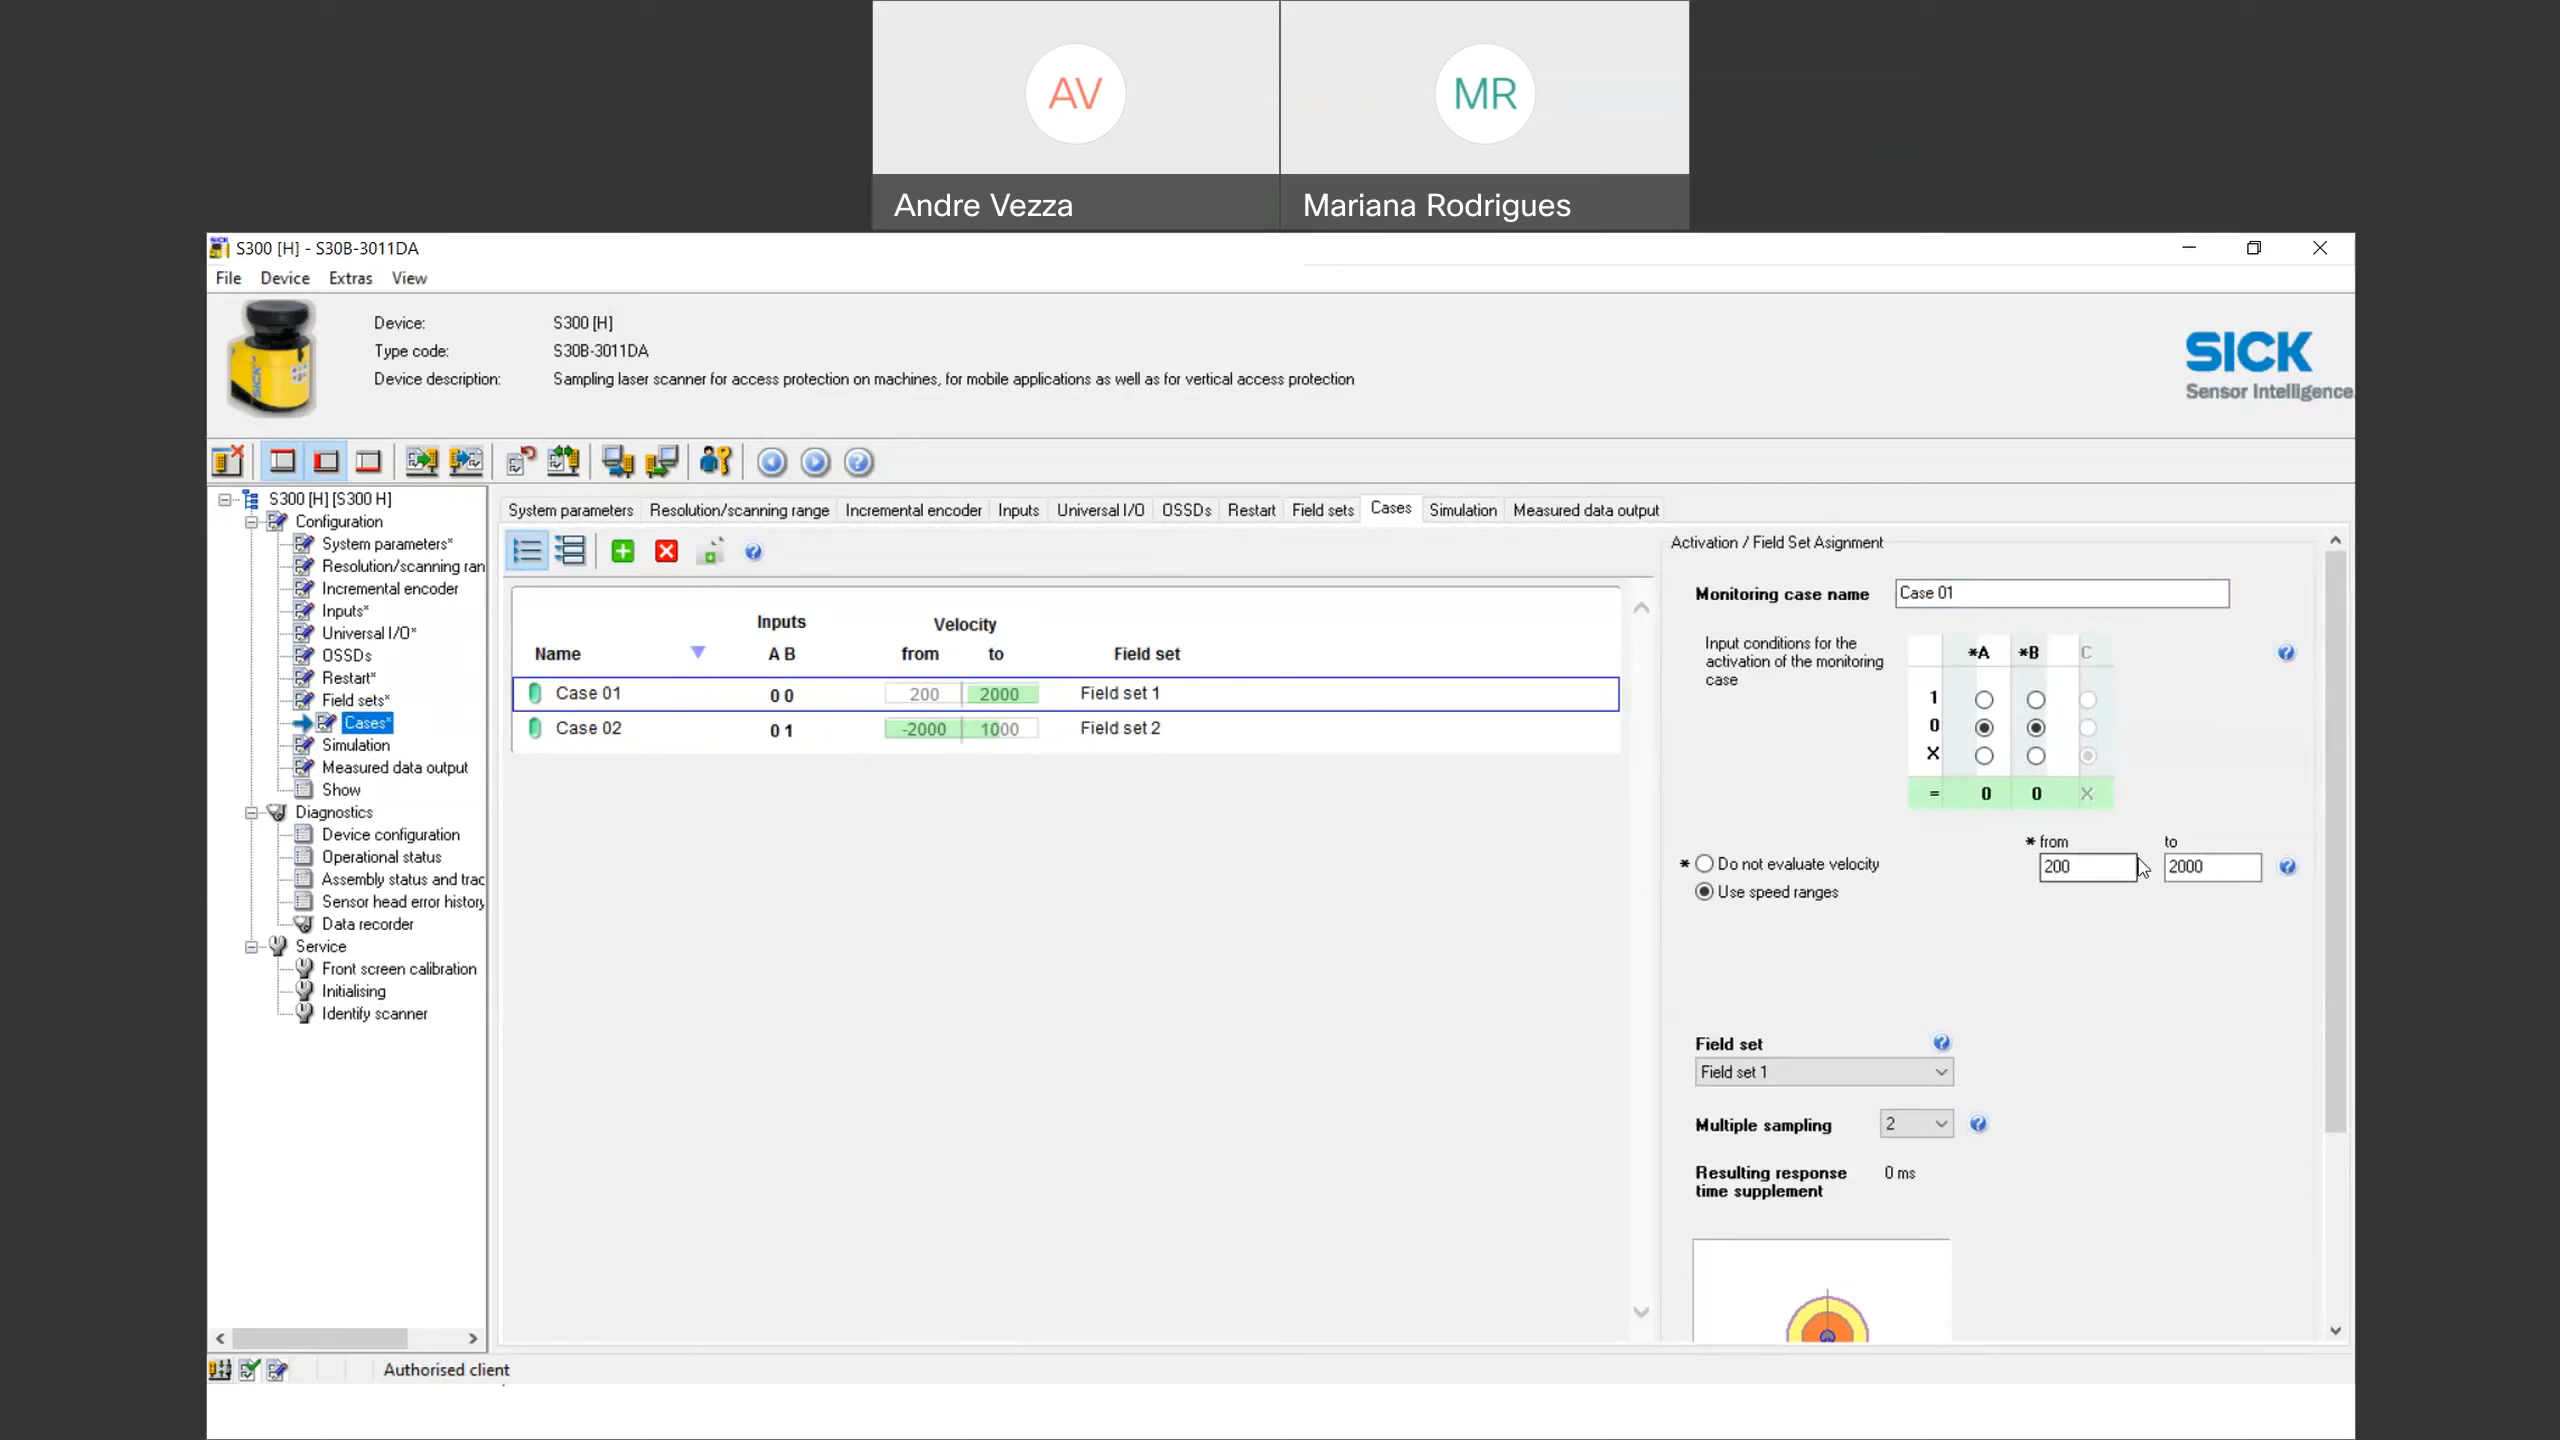 AV
MR
Andre Vezza
Mariana Rodrigues
S300 [H] - S30B-3011DA
File Device Extras View
Device: S300 [H]
Type code: S30B-3011DA
Device description: Sampling laser scanner for access protection on machines, for mobile applications as well as for vertical access protection
SICK
Sensor Intelligence
S300 [H] [S300 H]
Configuration
System parameters*
Resolution/scanning ran
Incremental encoder
Inputs*
Universal I/O*
OSSDs
Restart*
Field sets*
Cases*
Simulation
Measured data output
Show
Diagnostics
Device configuration
Operational status
Assembly status and trac
Sensor head error history
Data recorder
Service
Front screen calibration
Initialising
Identify scanner
System parameters Resolution/scanning range Incremental encoder Inputs Universal I/O OSSDs Restart Field sets Cases Simulation Measured data output
Inputs Velocity
Name A B from to Field set
Case 01 0 0 200 2000 Field set 1
Case 02 0 1 -2000 1000 Field set 2
Activation / Field Set Asignment
Monitoring case name Case 01
Input conditions for the
activation of the monitoring
case
*A *B C
1
0
X
= 0 0 X
* from to
* Do not evaluate velocity 200 2000
Use speed ranges
Field set
Field set 1
Multiple sampling 2
Resulting response 0 ms
time supplement
Authorised client